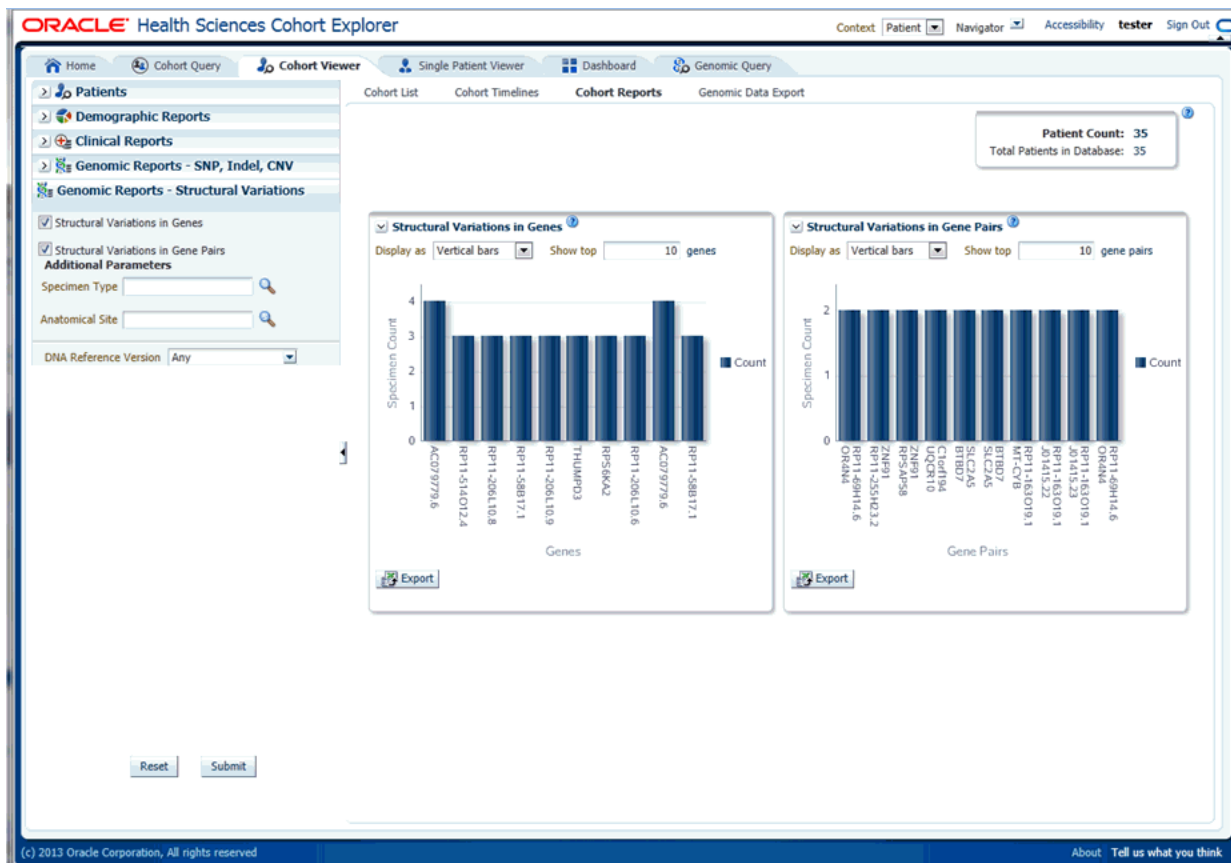 ORACLE Health Sciences Cohort Explorer
Context Patient Navigator Accessibility tester Sign Out
Home Cohort Query Cohort Viewer Single Patient Viewer Dashboard Genomic Query
Patients
Demographic Reports
Clinical Reports
Genomic Reports - SNP, Indel, CNV
Genomic Reports - Structural Variations
Structural Variations in Genes
Structural Variations in Gene Pairs
Additional Parameters
Specimen Type
Anatomical Site
DNA Reference Version Any
Reset Submit
Cohort List Cohort Timelines Cohort Reports Genomic Data Export
Patient Count: 35
Total Patients in Database: 35
Structural Variations in Genes
Display as Vertical bars Show top 10 genes
4
3
2
1
0
Specimen Count
Count
AC079779.6
RP11-514O12.4
RP11-206L10.8
RP11-58B17.1
RP11-206L10.9
THUMPD3
RPS6KA2
RP11-206L10.6
AC079779.6
RP11-58B17.1
Genes
Export
Structural Variations in Gene Pairs
Display as Vertical bars Show top 10 gene pairs
2
1
0
Specimen Count
Count
RP11-69H14.6
OR4N4
ZNF91
RP11-255H23.2
ZNF91
RPSAP58
C1orf194
UQCR10
SLC2A5
BTBD7
BTBD7
SLC2A5
RP11-163O19.1
MT-CYB
RP11-163O19.1
J01415.22
RP11-163O19.1
J01415.23
RP11-69H14.6
OR4N4
Gene Pairs
Export
(c) 2013 Oracle Corporation, All rights reserved
About Tell us what you think